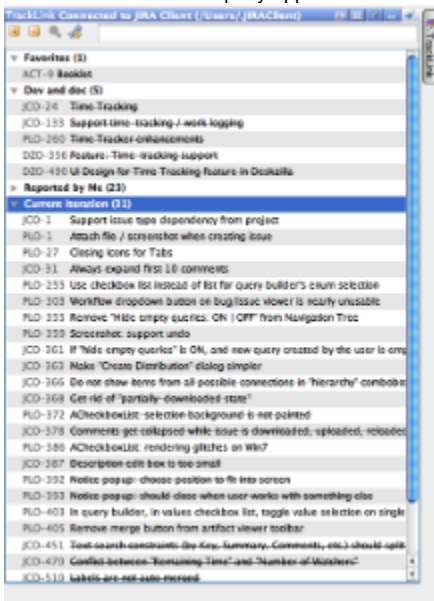 TrackLink Connected to JIRA Client (/Users/.JIRAClient)
TrackLink
Favorites (1)
ACT-9 Booklet
Dev and doc (5)
JCO-24 Time Tracking
JCO-133 Support time-tracking / work logging
PLO-260 Time Tracker enhancements
DZO-356 Feature: Time-tracking support
DZO-490 UI Design for Time Tracking feature in Deskzilla
Reported by Me (23)
Current Iteration (31)
JCO-1 Support issue type dependency from project
PLO-1 Attach file / screenshot when creating issue
PLO-27 Closing icons for Tabs
JCO-31 Always expand first 10 comments
PLO-255 Use checkbox list instead of list for query builder's enum selection
PLO-303 Workflow dropdown button on bug/issue viewer is nearly unusable
PLO-333 Remove "Hide empty queries: ON | OFF" from Navigation Tree
PLO-339 Screenshot: support undo
JCO-361 If "hide empty queries" is ON, and new query created by the user is emp
JCO-363 Make "Create Distribution" dialog simpler
JCO-366 Do not show items from all possible connections in "hierarchy" combobo
JCO-368 Get rid of "partially-downloaded state"
PLO-372 ACheckboxList: selection background is not painted
JCO-378 Comments get collapsed while issue is downloaded, uploaded, reloaded
PLO-386 ACheckboxList: rendering glitches on Win7
JCO-387 Description edit box is too small
PLO-392 Notice popup: choose position to fit into screen
PLO-393 Notice popup: should close when user works with something else
PLO-403 In query builder, in values checkbox list, toggle value selection on single
PLO-405 Remove merge button from artifact viewer toolbar
JCO-451 Text search constraints (by Key, Summary, Comments, etc.) should split
JCO-470 Conflict between "Remaining Time" and "Number of Watchers"
JCO-510 Labels are not auto-merged